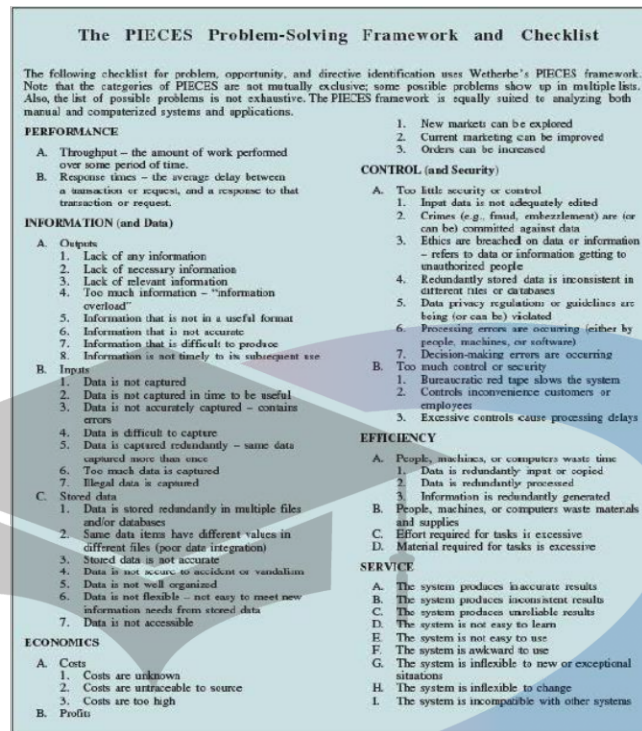 The PIECES Problem-Solving Framework and Checklist
The following checklist for problem, opportunity, and directive identification uses Wetherbe's PIECES framework.
Note that the categories of PIECES are not mutually exclusive; some possible problems show up in multiple lists.
Also, the list of possible problems is not exhaustive. The PIECES framework is equally suited to analyzing both
manual and computerized systems and applications.
PERFORMANCE
A. Throughput – the amount of work performed
over some period of time.
B. Response times – the average delay between
a transaction or request, and a response to that
transaction or request.
INFORMATION (and Data)
A. Outputs
1. Lack of any information
2. Lack of necessary information
3. Lack of relevant information
4. Too much information – "information
overload"
5. Information that is not in a useful format
6. Information that is not accurate
7. Information that is difficult to produce
8. Information is not timely to its subsequent use
B. Inputs
1. Data is not captured
2. Data is not captured in time to be useful
3. Data is not accurately captured – contains
errors
4. Data is difficult to capture
5. Data is captured redundantly – same data
captured more than once
6. Too much data is captured
7. Illegal data is captured
C. Stored data
1. Data is stored redundantly in multiple files
and/or databases
2. Same data items have different values in
different files (poor data integration)
3. Stored data is not accurate
4. Data is not secure to accident or vandalism
5. Data is not well organized
6. Data is not flexible – not easy to meet new
information needs from stored data
7. Data is not accessible
ECONOMICS
A. Costs
1. Costs are unknown
2. Costs are untraceable to source
3. Costs are too high
B. Profits
1. New markets can be explored
2. Current marketing can be improved
3. Orders can be increased
CONTROL (and Security)
A. Too little security or control
1. Input data is not adequately edited
2. Crimes (e.g., fraud, embezzlement) are (or
can be) committed against data
3. Ethics are breached on data or information
– refers to data or information getting to
unauthorized people
4. Redundantly stored data is inconsistent in
different files or databases
5. Data privacy regulations or guidelines are
being (or can be) violated
6. Processing errors are occurring (either by
people, machines, or software)
7. Decision-making errors are occurring
B. Too much control or security
1. Bureaucratic red tape slows the system
2. Controls inconvenience customers or
employees
3. Excessive controls cause processing delays
EFFICIENCY
A. People, machines, or computers waste time
1. Data is redundantly input or copied
2. Data is redundantly processed
3. Information is redundantly generated
B. People, machines, or computers waste materials
and supplies
C. Effort required for tasks is excessive
D. Material required for tasks is excessive
SERVICE
A. The system produces inaccurate results
B. The system produces inconsistent results
C. The system produces unreliable results
D. The system is not easy to learn
E. The system is not easy to use
F. The system is awkward to use
G. The system is inflexible to new or exceptional
situations
H. The system is inflexible to change
I. The system is incompatible with other systems